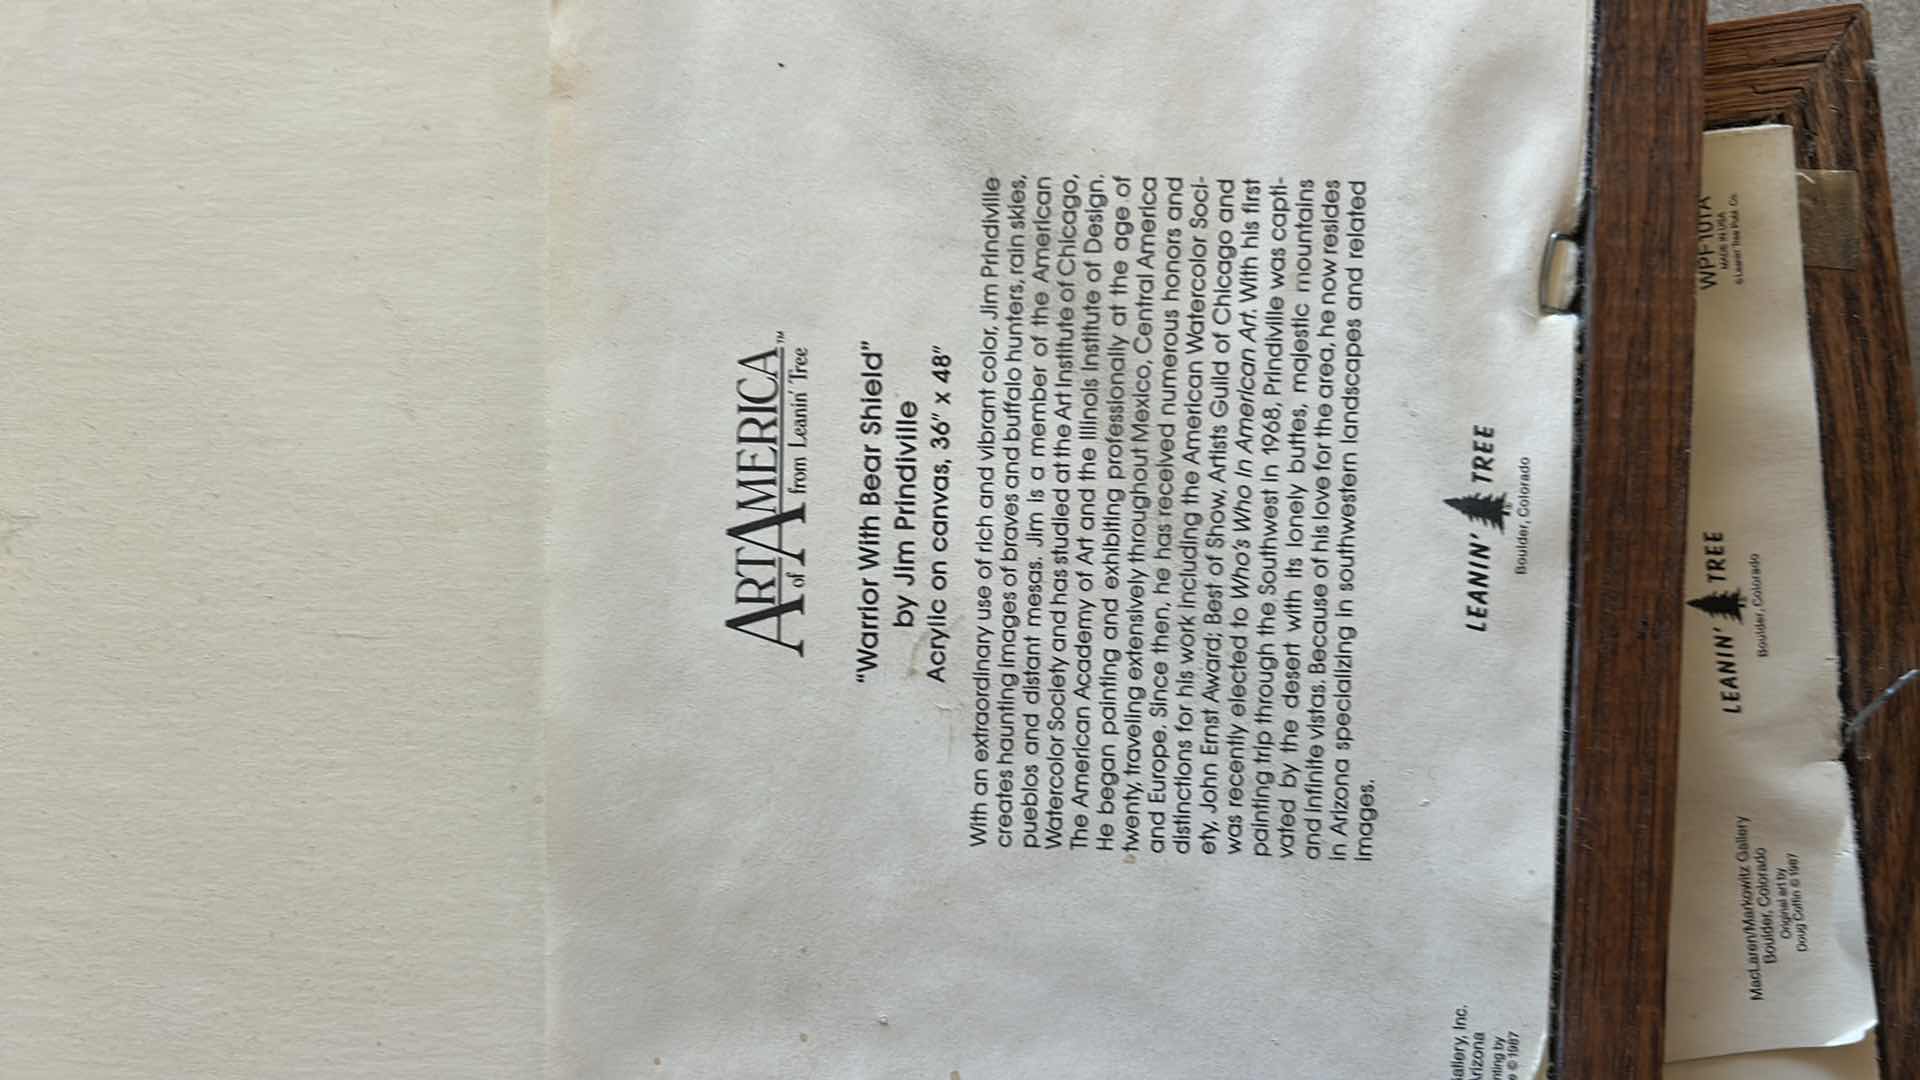 ART of AMERICA™
from Leanin' Tree
"Warrior With Bear Shield"
by Jim Prindiville
Acrylic on canvas, 36" x 48"
With an extraordinary use of rich and vibrant color, Jim Prindiville
creates haunting images of braves and buffalo hunters, rain skies,
pueblos and distant mesas. Jim is a member of the American
Watercolor Society and has studied at the Art Institute of Chicago,
The American Academy of Art and the Illinois Institute of Design.
He began painting and exhibiting professionally at the age of
twenty, traveling extensively throughout Mexico, Central America
and Europe. Since then, he has received numerous honors and
distinctions for his work including the American Watercolor Soci-
ety, John Ernst Award; Best of Show, Artists Guild of Chicago and
was recently elected to Who's Who In American Art. With his first
painting trip through the Southwest in 1968, Prindiville was capti-
vated by the desert with its lonely buttes, majestic mountains
and infinite vistas. Because of his love for the area, he now resides
in Arizona specializing in southwestern landscapes and related
images.
allery, Inc.
Arizona
nting by
© 1987
LEANIN' TREE
Boulder, Colorado
MacLaren/Markowitz Gallery
Boulder, Colorado
Original art by
Doug Coffin © 1987
LEANIN' TREE
Boulder, Colorado
MADE IN USA